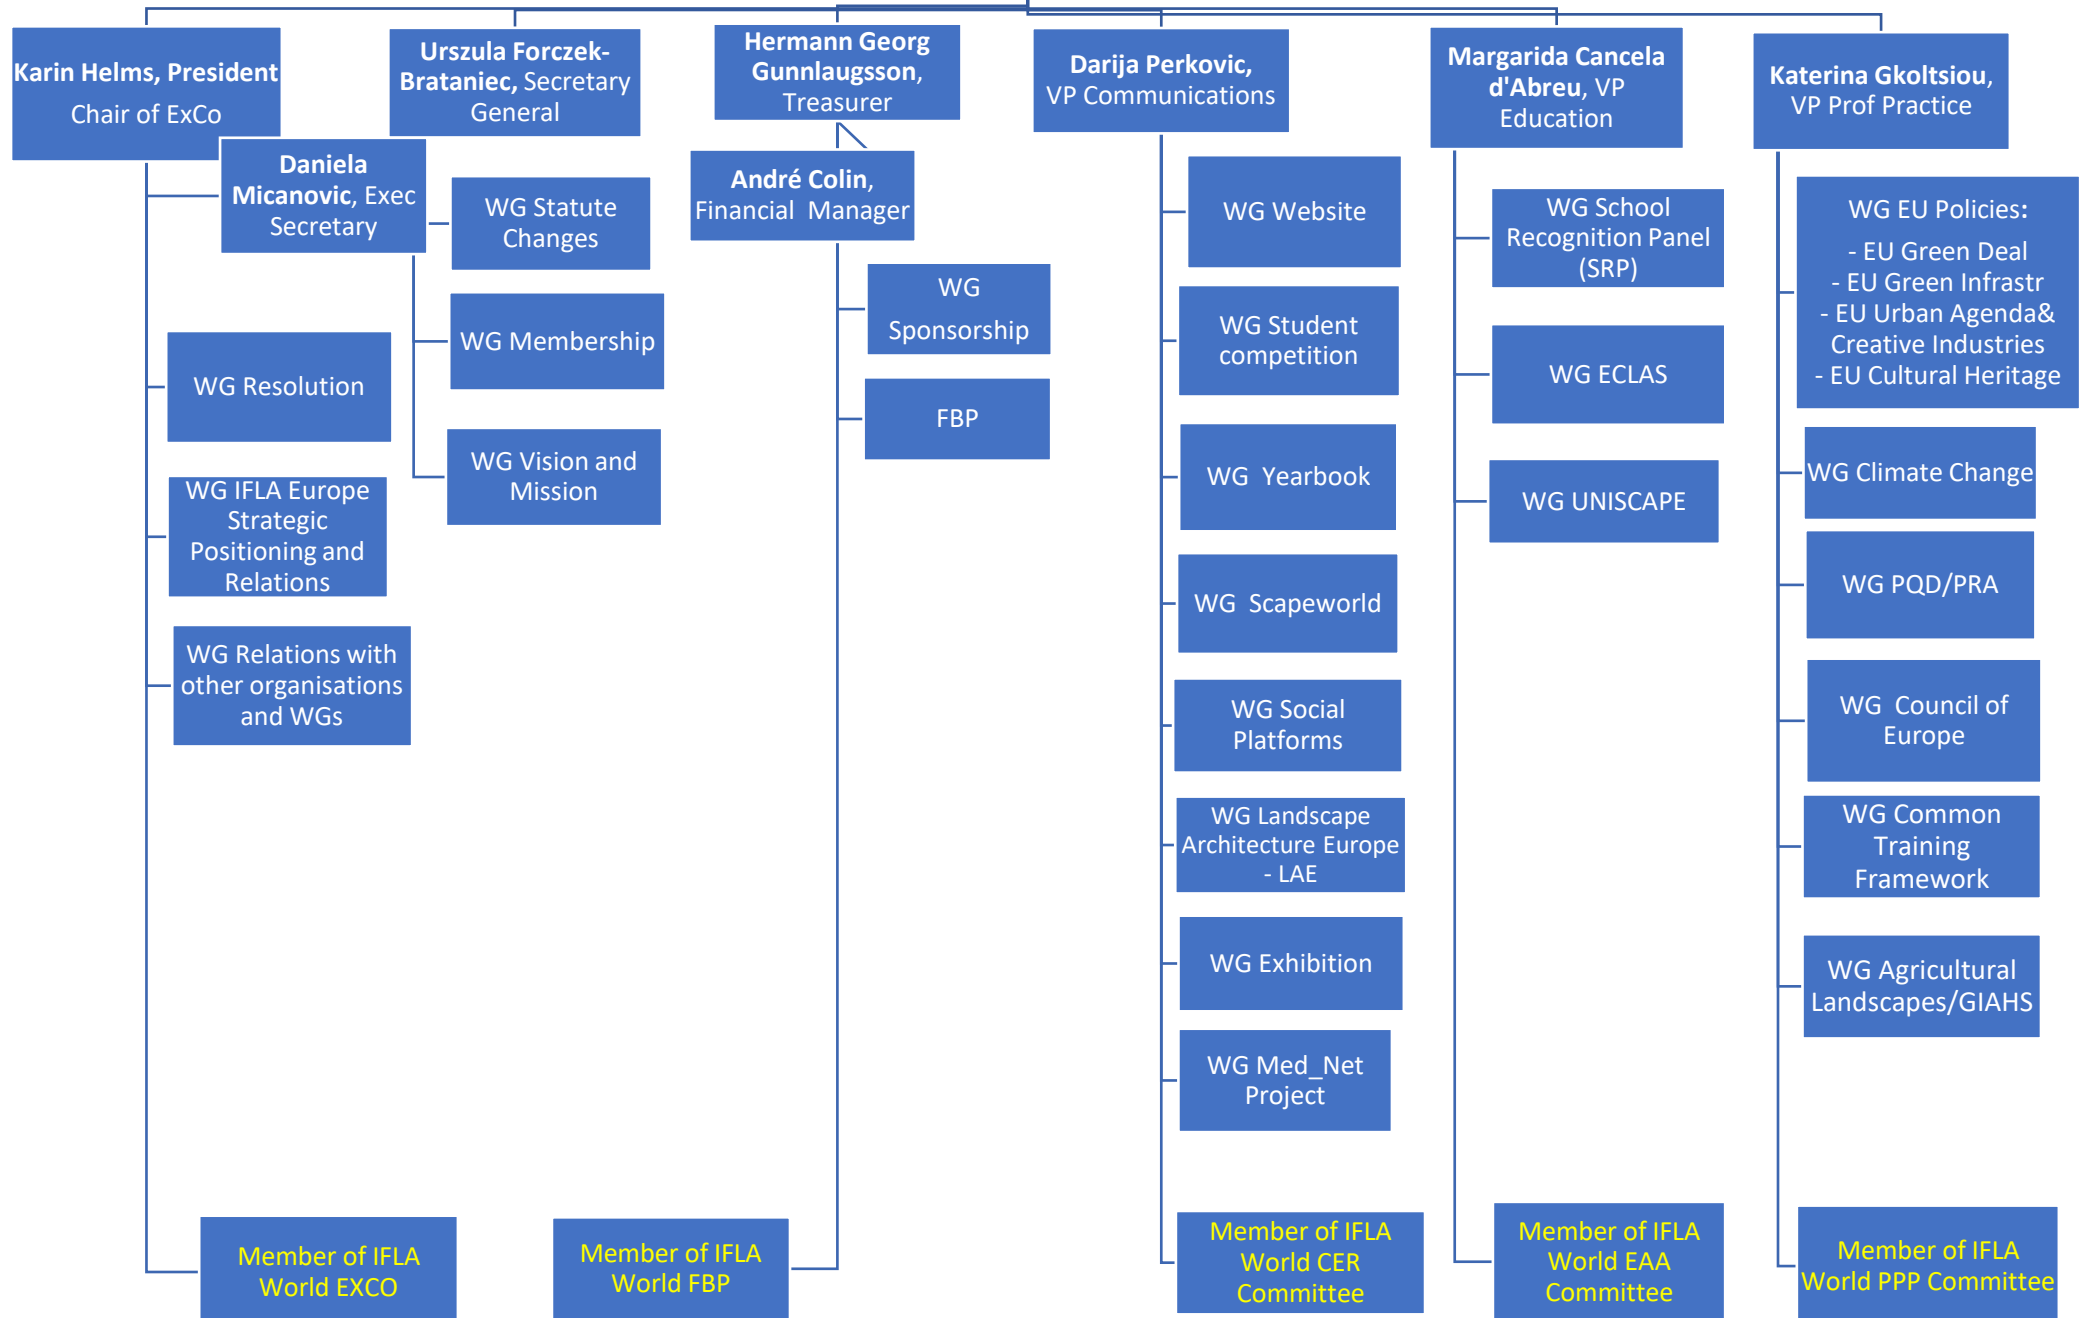 Karin Helms, President
Chair of ExCo
Urszula Forczek-
Brataniec, Secretary
General
Hermann Georg
Gunnlaugsson,
Treasurer
Darija Perkovic,
VP Communications
Margarida Cancela
d'Abreu, VP
Education
Katerina Gkoltsiou,
VP Prof Practice
Daniela
Micanovic, Exec
Secretary
André Colin,
Financial Manager
WG Resolution
WG IFLA Europe
Strategic
Positioning and
Relations
WG Relations with
other organisations
and WGs
Member of IFLA
World EXCO
WG Statute
Changes
WG Membership
WG Vision and
Mission
WG
Sponsorship
FBP
Member of IFLA
World FBP
WG Website
WG Student
competition
WG Yearbook
WG Scapeworld
WG Social
Platforms
WG Landscape
Architecture Europe
- LAE
WG Exhibition
WG Med_Net
Project
Member of IFLA
World CER
Committee
WG School
Recognition Panel
(SRP)
WG ECLAS
WG UNISCAPE
Member of IFLA
World EAA
Committee
WG EU Policies:
- EU Green Deal
- EU Green Infrastr
- EU Urban Agenda&
Creative Industries
- EU Cultural Heritage
WG Climate Change
WG PQD/PRA
WG Council of
Europe
WG Common
Training
Framework
WG Agricultural
Landscapes/GIAHS
Member of IFLA
World PPP Committee